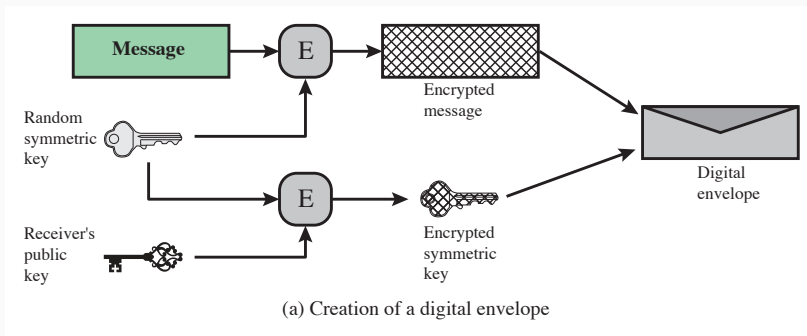 Message
E
Encrypted
message
Random
symmetric
key
Digital
envelope
E
Receiver's
public
key
Encrypted
symmetric
key
(a) Creation of a digital envelope